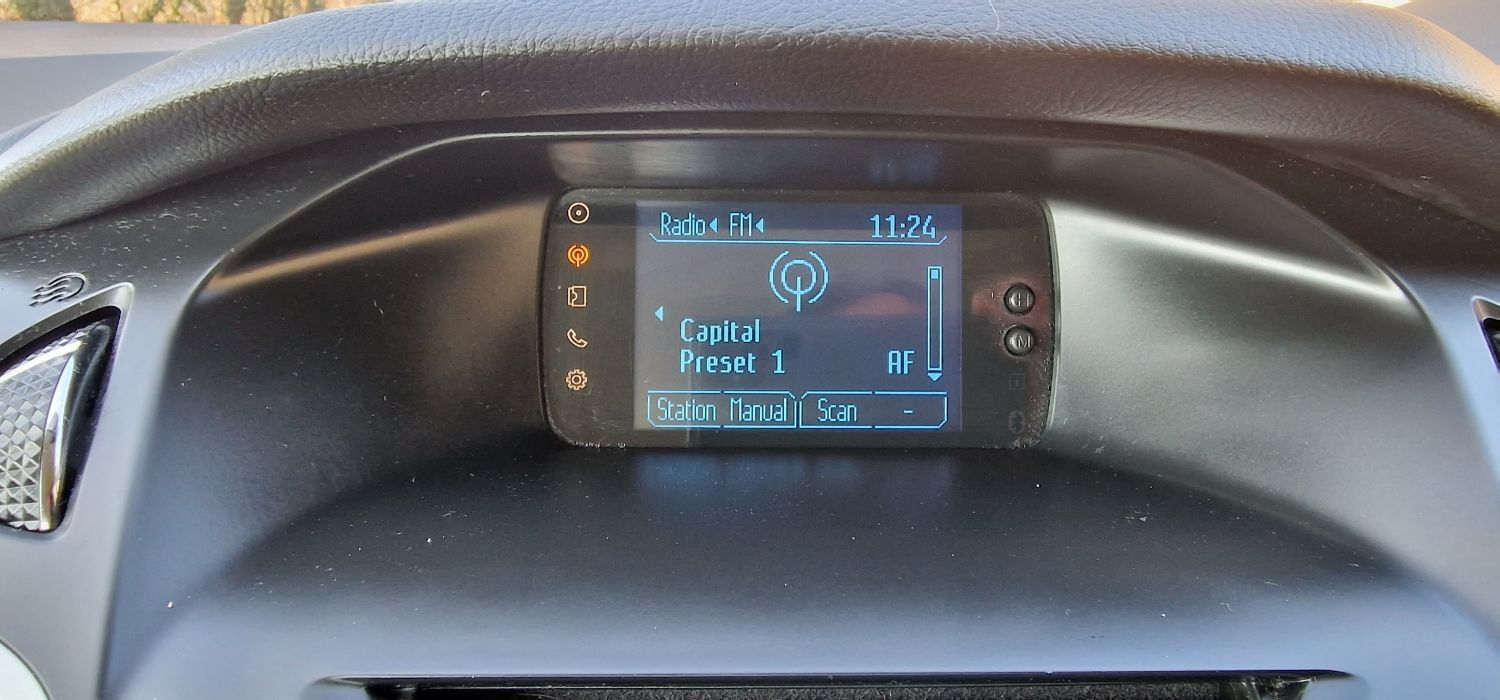 Radio FM 11:24
Capital
Preset 1 AF
Station Manual Scan -
H
M